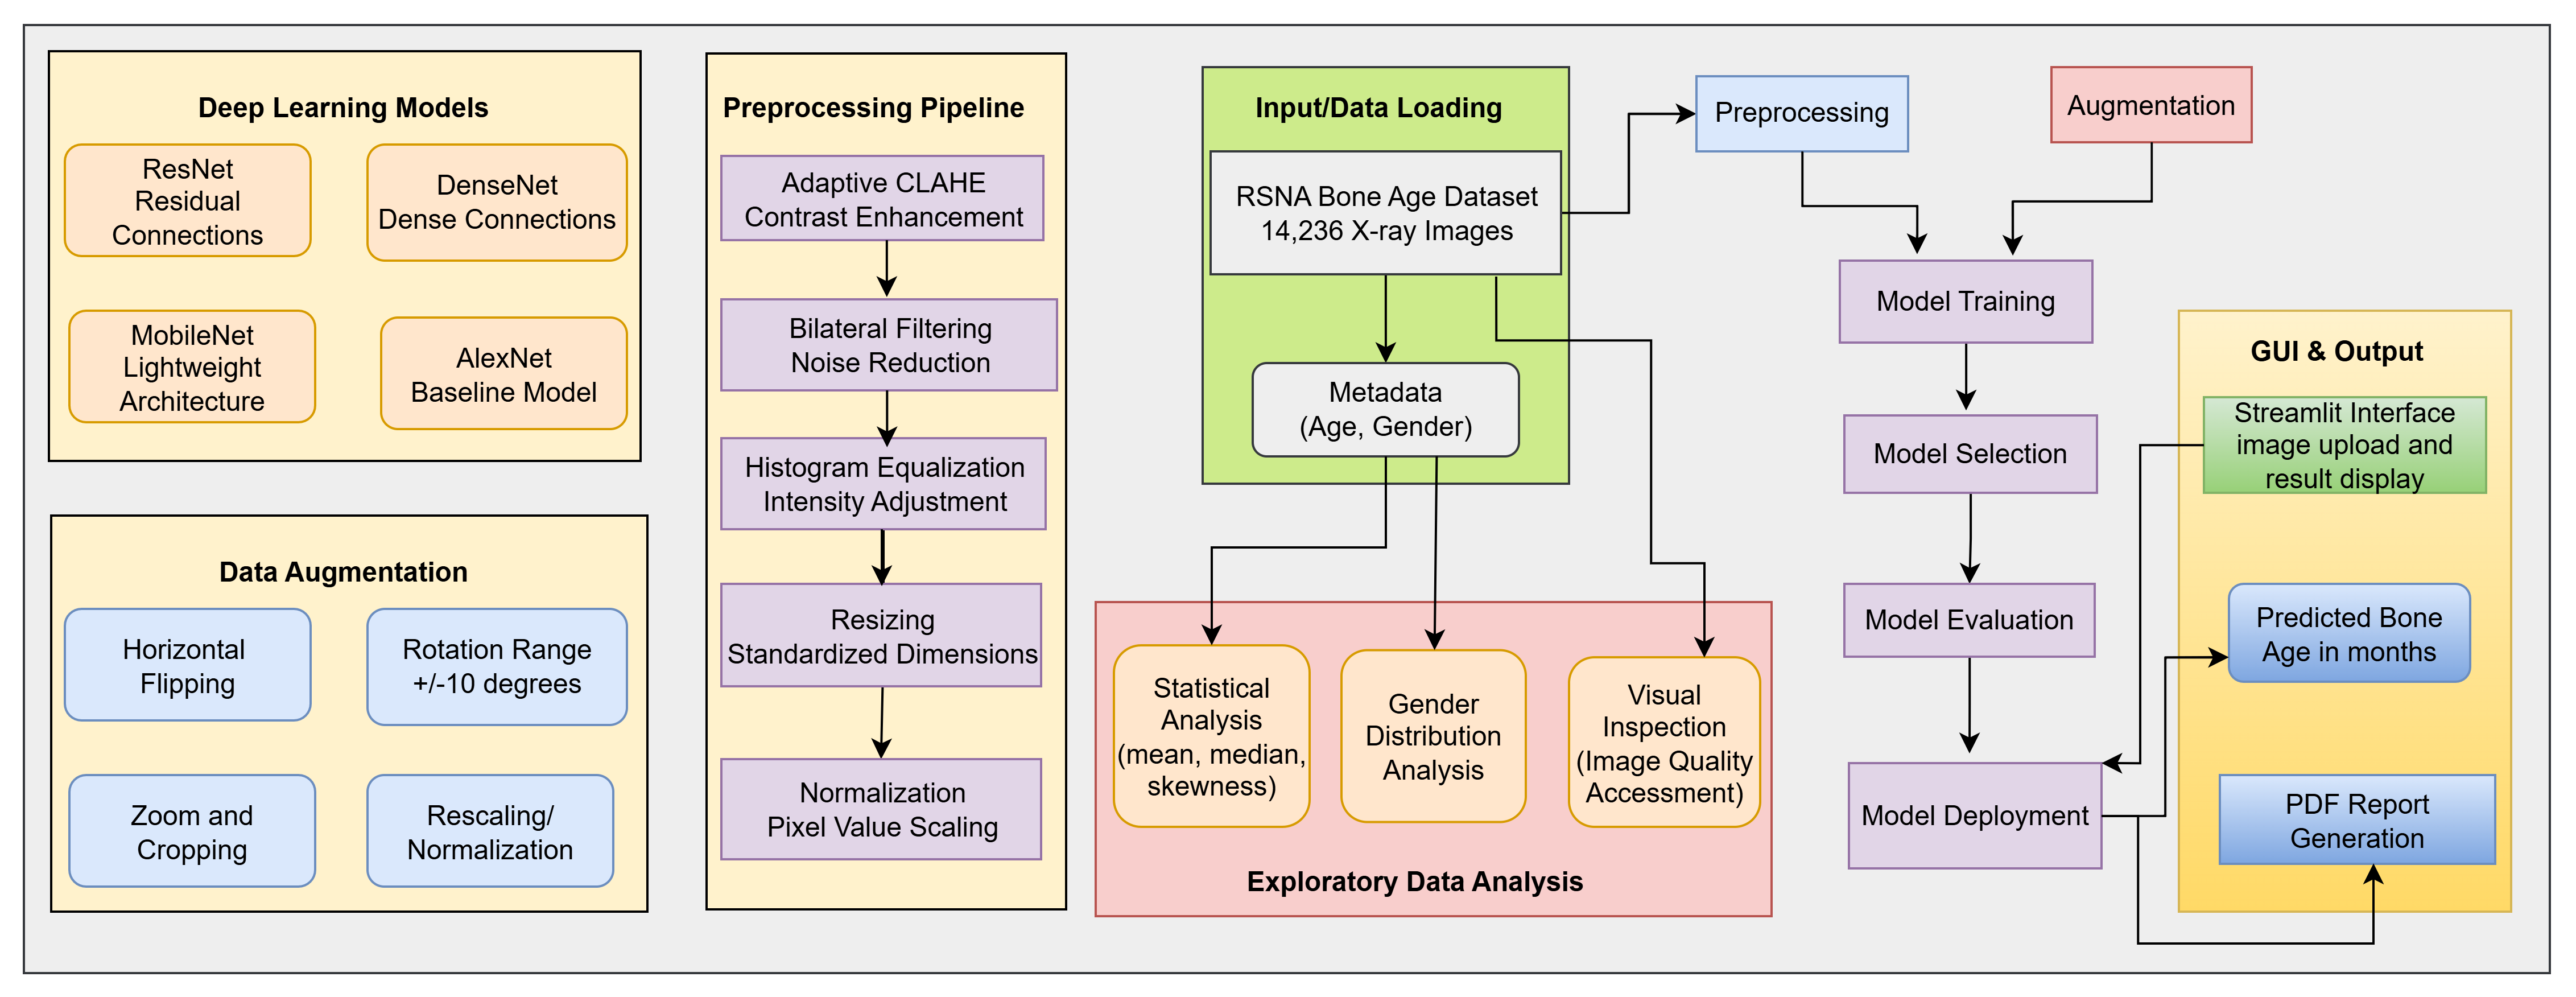 Deep Learning Models
ResNet
Residual
Connections
DenseNet
Dense Connections
MobileNet
Lightweight
Architecture
AlexNet
Baseline Model
Data Augmentation
Horizontal
Flipping
Rotation Range
+/-10 degrees
Zoom and
Cropping
Rescaling/
Normalization
Preprocessing Pipeline
Adaptive CLAHE
Contrast Enhancement
Bilateral Filtering
Noise Reduction
Histogram Equalization
Intensity Adjustment
Resizing
Standardized Dimensions
Normalization
Pixel Value Scaling
Input/Data Loading
RSNA Bone Age Dataset
14,236 X-ray Images
Metadata
(Age, Gender)
Statistical
Analysis
(mean, median,
skewness)
Gender
Distribution
Analysis
Visual
Inspection
(Image Quality
Accessment)
Exploratory Data Analysis
Preprocessing
Augmentation
Model Training
Model Selection
Model Evaluation
Model Deployment
GUI & Output
Streamlit Interface
image upload and
result display
Predicted Bone
Age in months
PDF Report
Generation